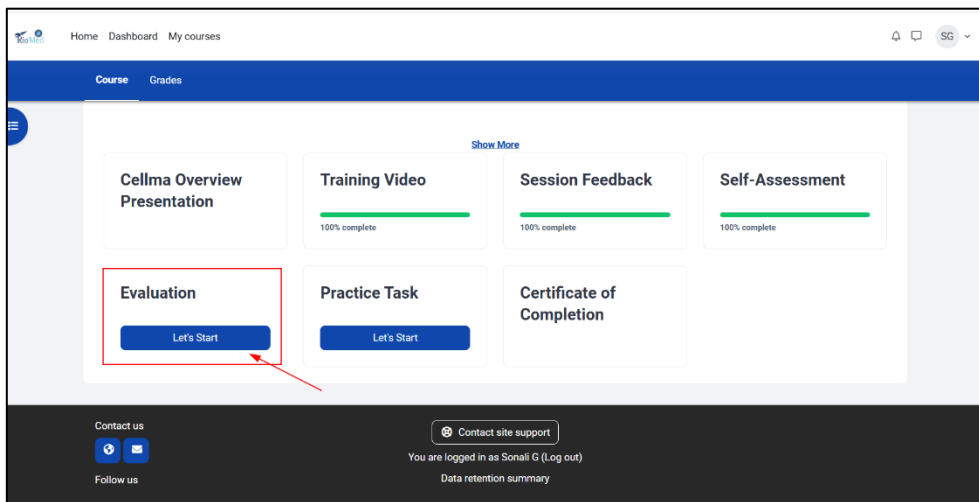 RioMed
Home Dashboard My courses
SG
Course Grades
Show More
Cellma Overview
Presentation
Training Video
100% complete
Session Feedback
100% complete
Self-Assessment
100% complete
Evaluation
Let's Start
Practice Task
Let's Start
Certificate of
Completion
Contact us
Follow us
Contact site support
You are logged in as Sonali G (Log out)
Data retention summary